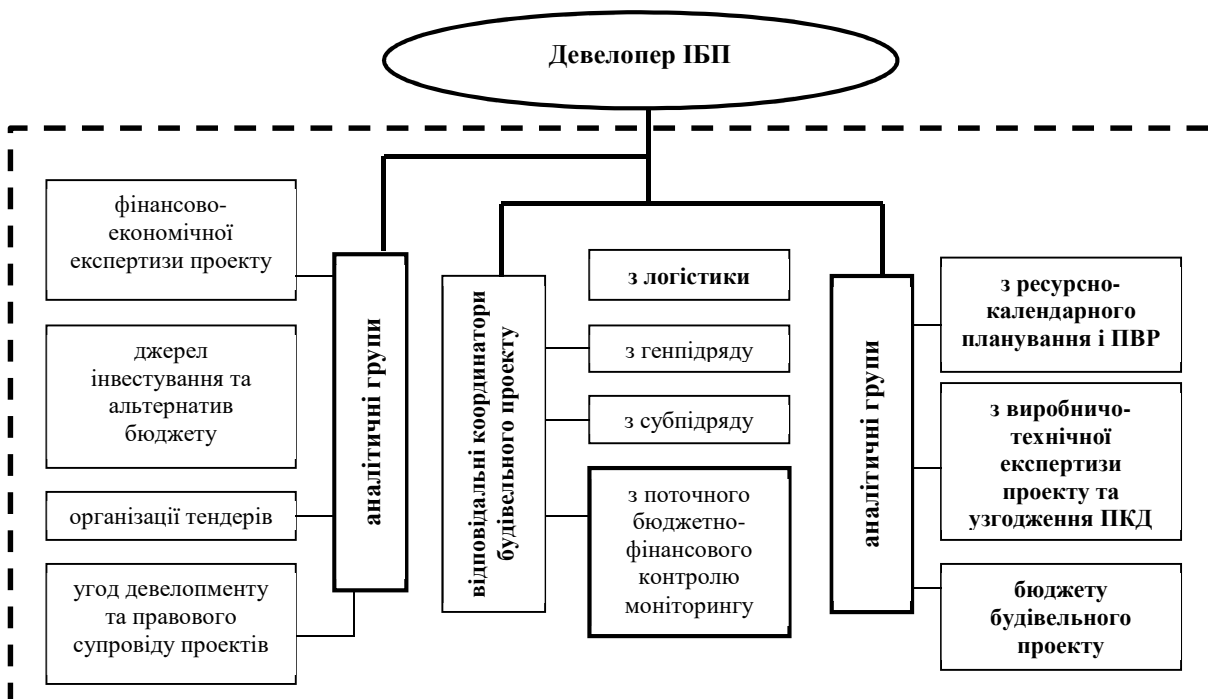 Девелопер ІБП
фінансово-
економічної
експертизи проекту
джерел
інвестування та
альтернатив
бюджету
організації тендерів
угод девелопменту
та правового
супровіду проектів
аналітичні групи
відповідальні координатори
будівельного проекту
з логістики
з генпідряду
з субпідряду
з поточного
бюджетно-
фінансового
контролю
моніторингу
аналітичні групи
з ресурсно-
календарного
планування і ПВР
з виробничо-
технічної
експертизи
проекту та
узгодження ПКД
бюджету
будівельного
проекту